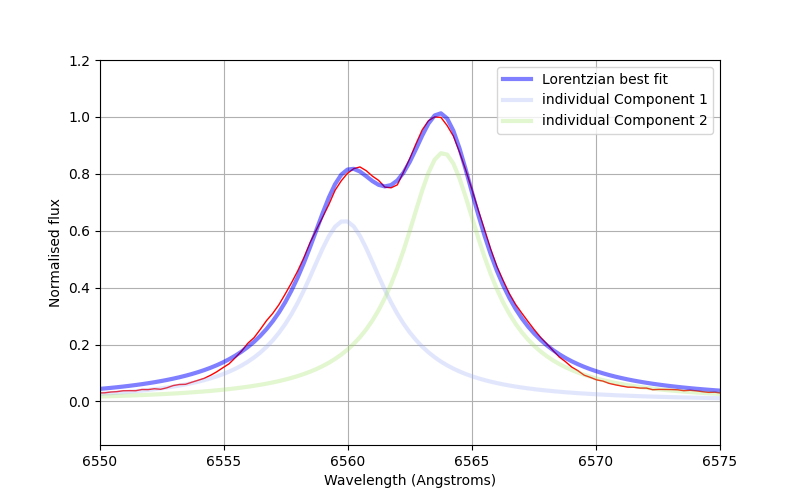 1.2
1.0
0.8
0.6
0.4
0.2
0.0
Normalised flux
Lorentzian best fit
individual Component 1
individual Component 2
6550 6555 6560 6565 6570 6575
Wavelength (Angstroms)